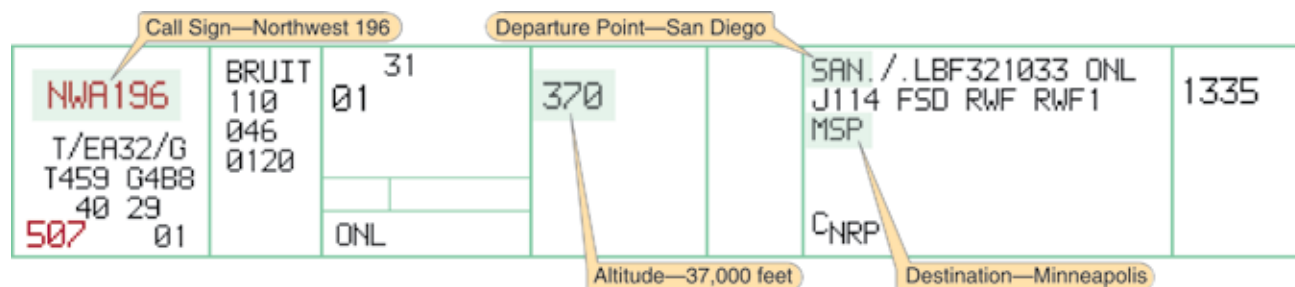 Call Sign—Northwest 196
Departure Point—San Diego
NWA196
T/EA32/G
T459 G4B8
40 29
507 01
BRUIT
110
046
0120
31
01
ONL
370
SAN./.LBF321033 ONL
J114 FSD RWF RWF1
MSP
CNRP
1335
Altitude—37,000 feet
Destination—Minneapolis